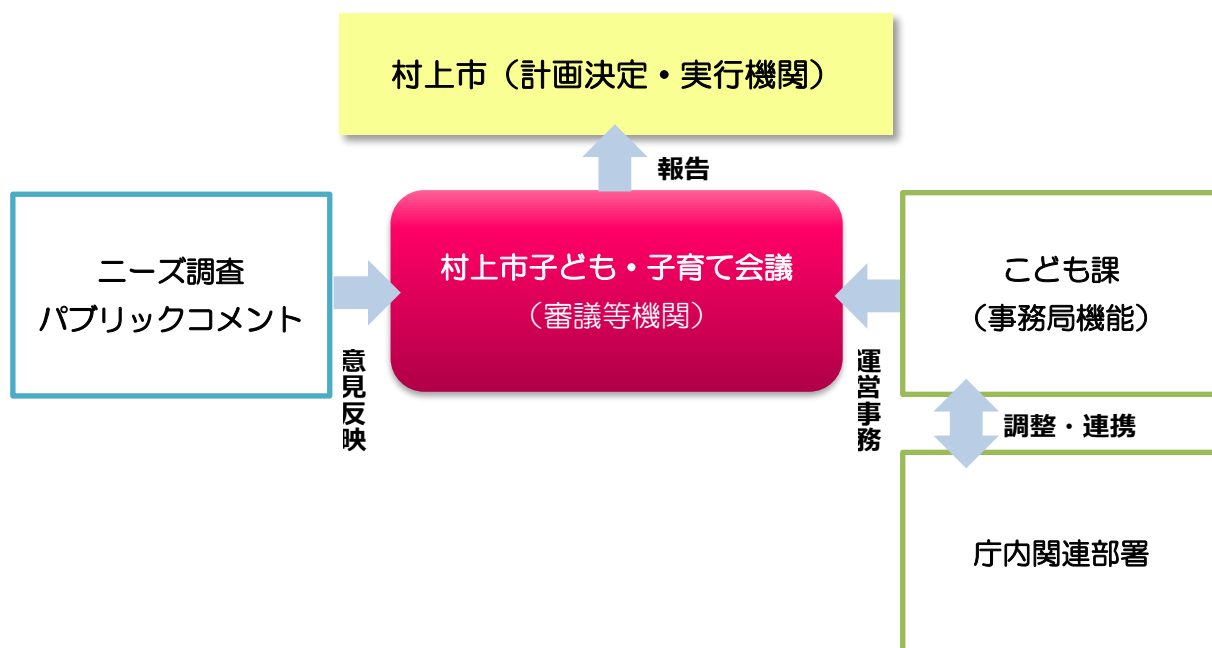 村上市（計画決定・実行機関）
報告
ニーズ調査
パブリックコメント
意見反映
村上市子ども・子育て会議
（審議等機関）
運営事務
こども課
（事務局機能）
調整・連携
庁内関連部署